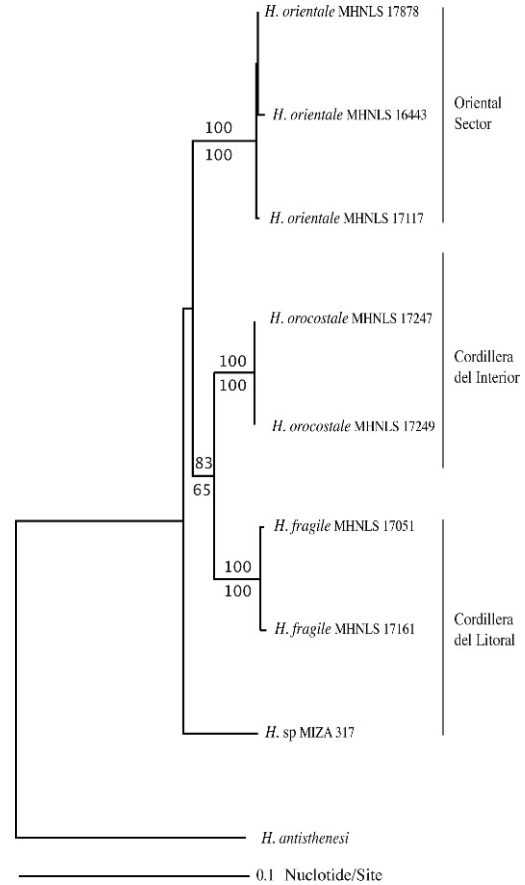 H. orientale MHNLS 17878
Oriental
Sector
H. orientale MHNLS 16443
100
100
H. orientale MHNLS 17117
H. orocostale MHNLS 17247
Cordillera
del Interior
100
100
H. orocostale MHNLS 17249
83
65
H. fragile MHNLS 17051
100
100
Cordillera
del Litoral
H. fragile MHNLS 17161
H. sp MIZA 317
H. antisthenesi
0.1 Nuclotide/Site